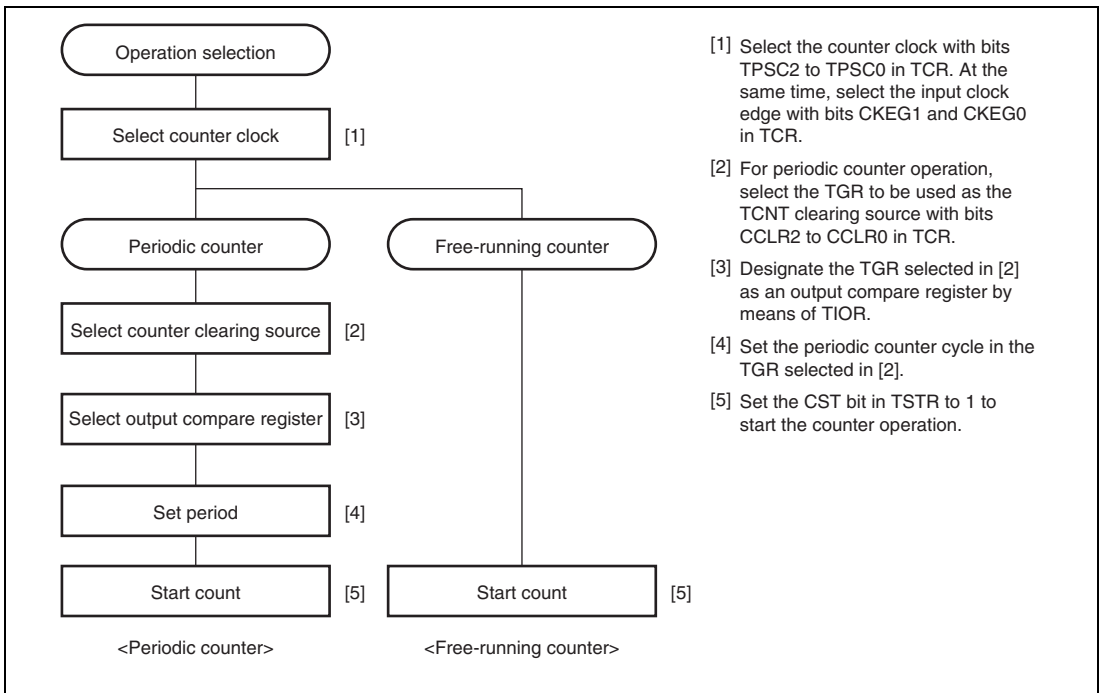 Operation selection
Select counter clock [1]
Periodic counter
Free-running counter
Select counter clearing source [2]
Select output compare register [3]
Set period [4]
Start count [5]
Start count [5]
<Periodic counter>
<Free-running counter>
[1] Select the counter clock with bits
TPSC2 to TPSC0 in TCR. At the
same time, select the input clock
edge with bits CKEG1 and CKEG0
in TCR.
[2] For periodic counter operation,
select the TGR to be used as the
TCNT clearing source with bits
CCLR2 to CCLR0 in TCR.
[3] Designate the TGR selected in [2]
as an output compare register by
means of TIOR.
[4] Set the periodic counter cycle in the
TGR selected in [2].
[5] Set the CST bit in TSTR to 1 to
start the counter operation.